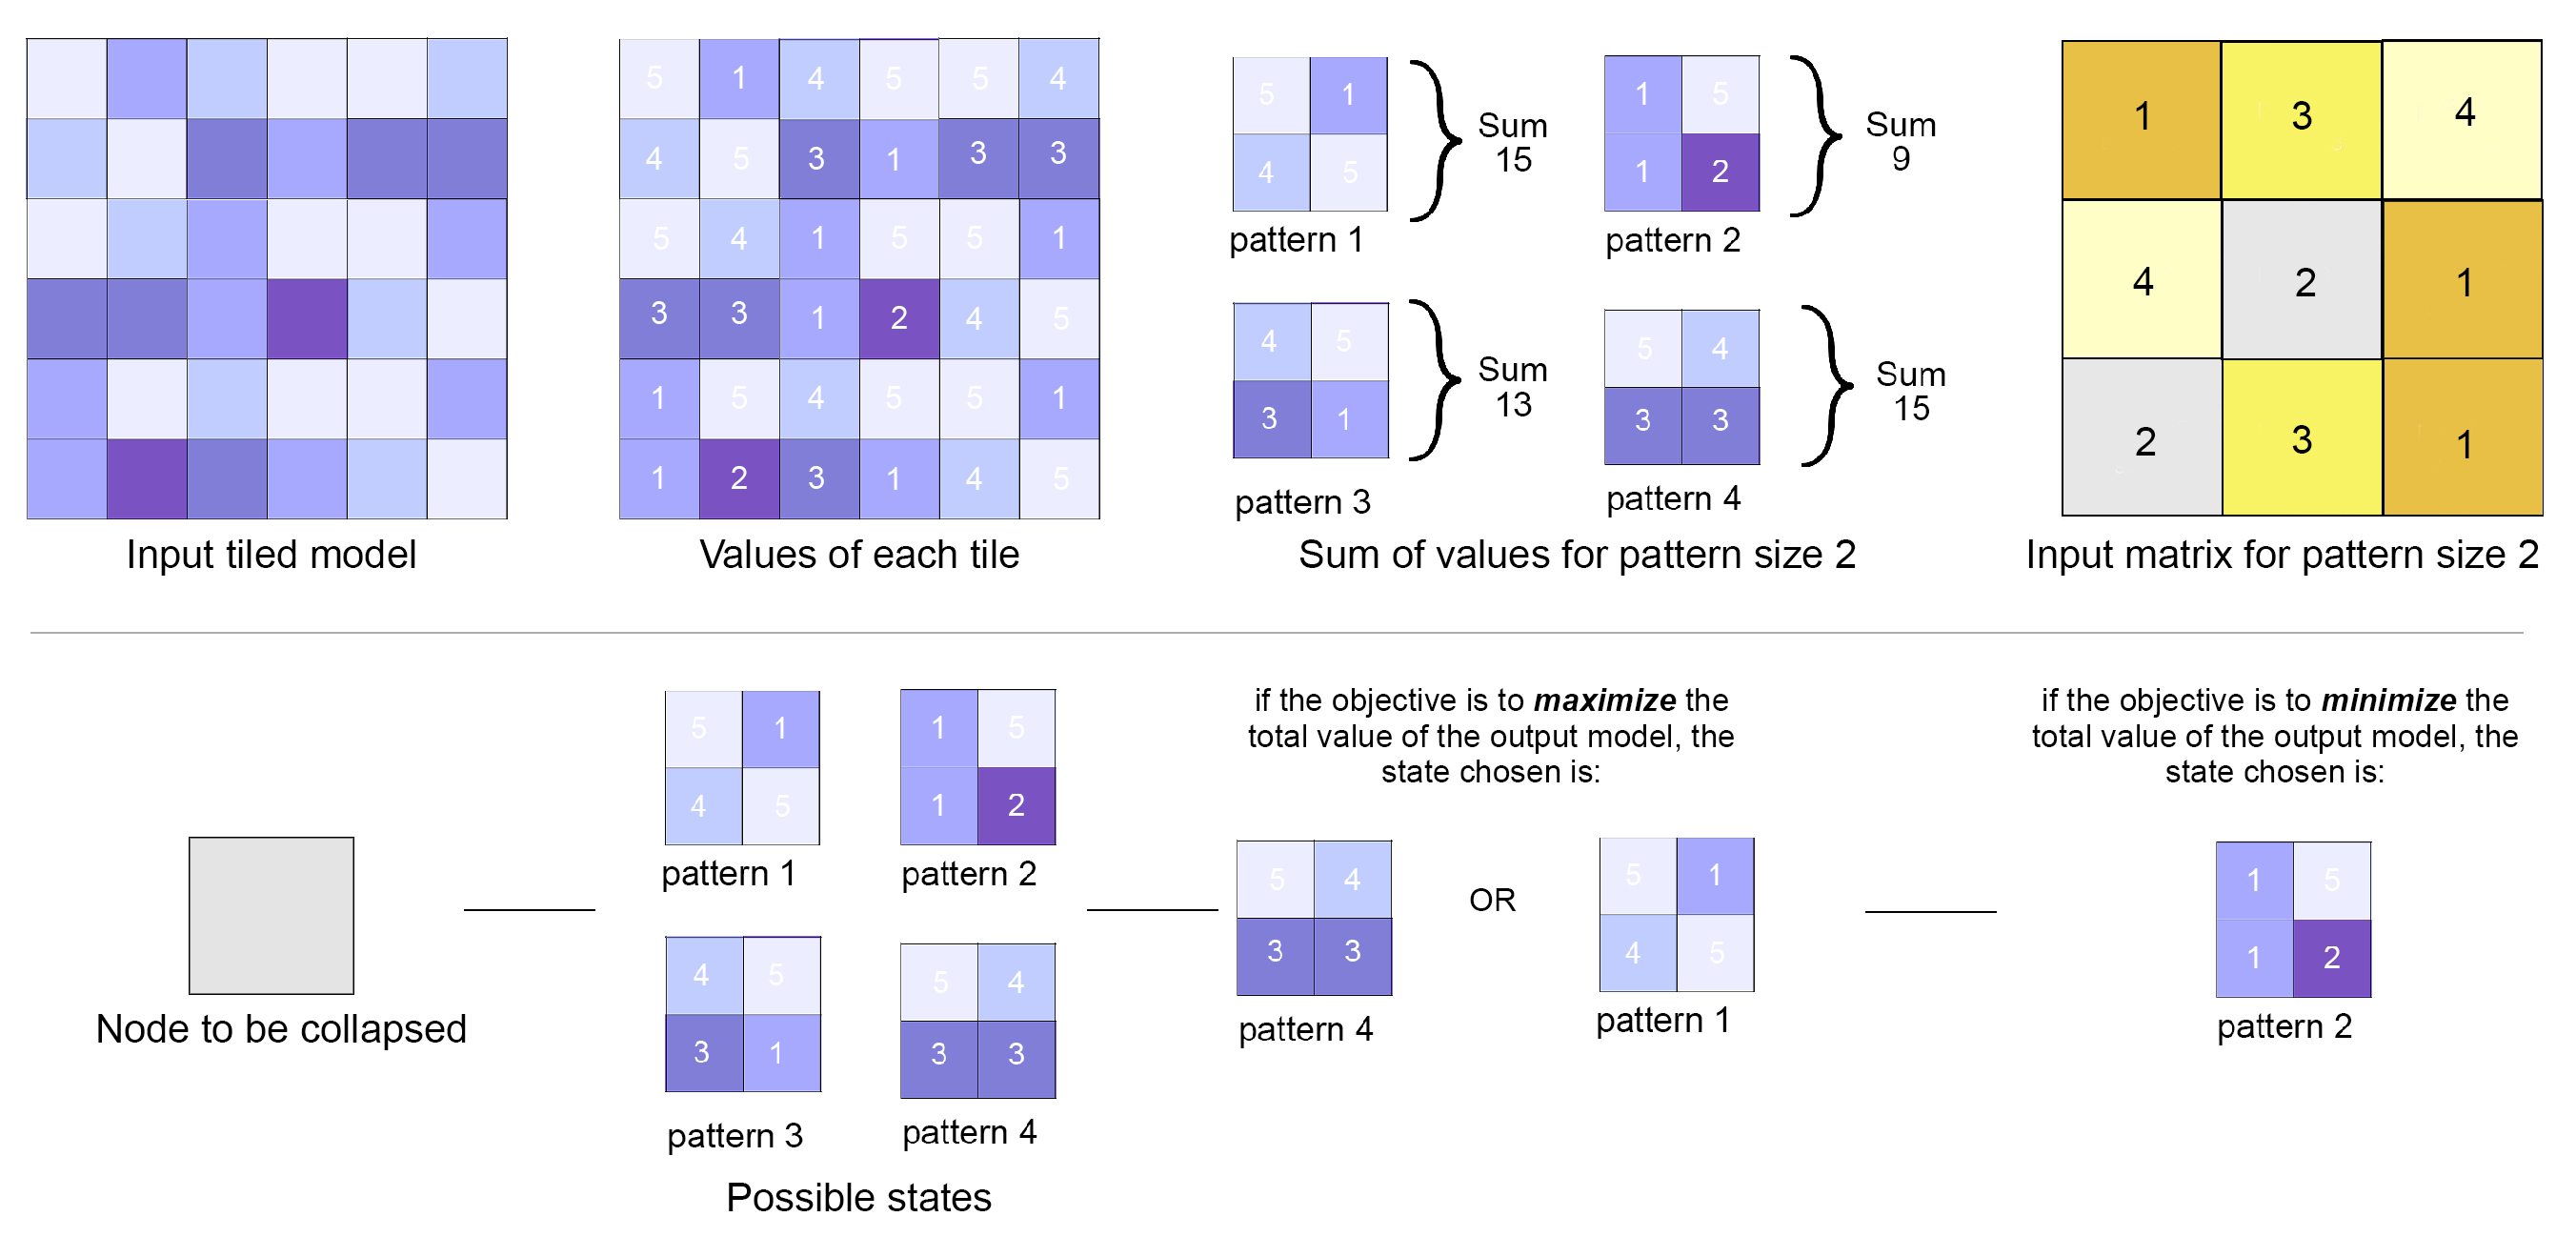 5 1 4 5 5 4
4 5 3 1 3 3
5 4 1 5 5 1
3 3 1 2 4 5
1 5 4 5 5 1
1 2 3 1 4 5
5 1
4 5
Sum
15
pattern 1
1 5
1 2
Sum
9
pattern 2
4 5
3 1
Sum
13
pattern 3
5 4
3 3
Sum
15
pattern 4
1 3 4
4 2 1
2 3 1
Input tiled model
Values of each tile
Sum of values for pattern size 2
Input matrix for pattern size 2
Node to be collapsed
5 1
4 5
pattern 1
1 5
1 2
pattern 2
4 5
3 1
pattern 3
5 4
3 3
pattern 4
Possible states
if the objective is to maximize the
total value of the output model, the
state chosen is:
5 4
3 3
pattern 4
OR
5 1
4 5
pattern 1
if the objective is to minimize the
total value of the output model, the
state chosen is:
1 5
1 2
pattern 2